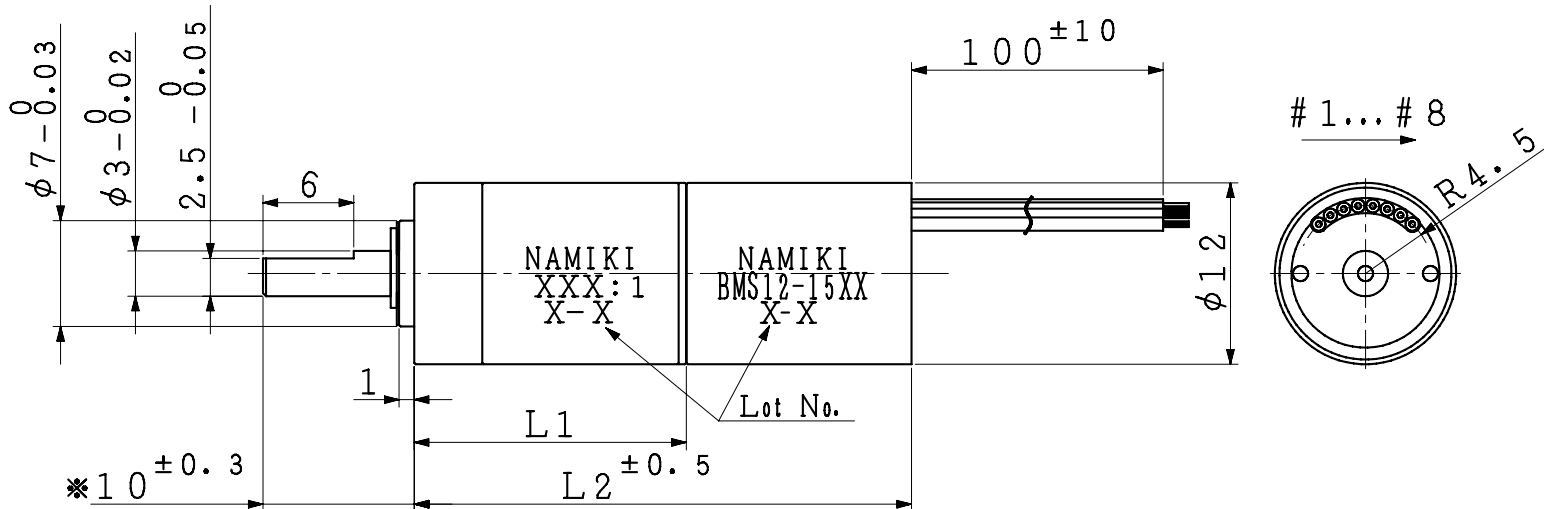 φ7 0 -0.03
φ3 0 -0.02
2.5 0 -0.05
6
100 ±10
#1...#8
R4.5
NAMIKI
XXX:1
X-X
NAMIKI
BMS12-15XX
X-X
φ12
1
Lot No.
L1
※10 ±0.3
L2 ±0.5